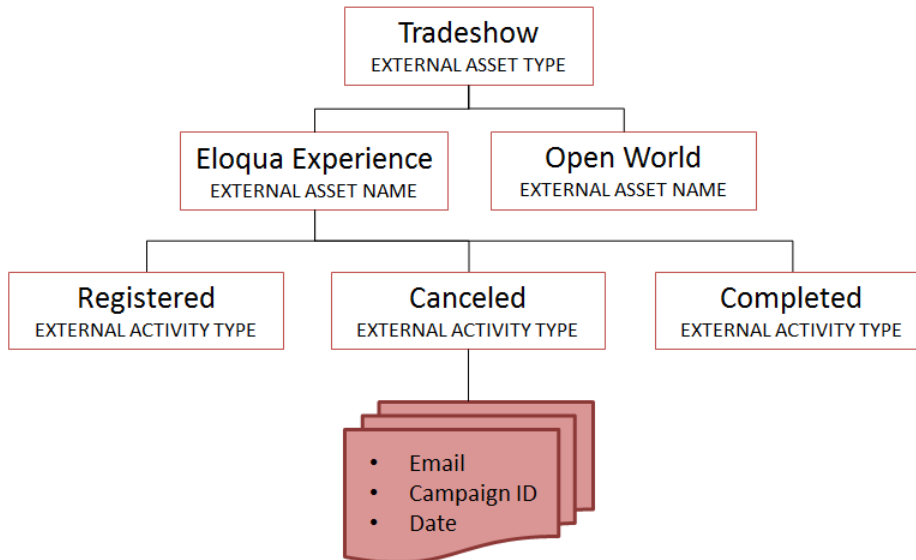 Tradeshow
EXTERNAL ASSET TYPE
Eloqua Experience
EXTERNAL ASSET NAME
Open World
EXTERNAL ASSET NAME
Registered
EXTERNAL ACTIVITY TYPE
Canceled
EXTERNAL ACTIVITY TYPE
Completed
EXTERNAL ACTIVITY TYPE
• Email
• Campaign ID
• Date